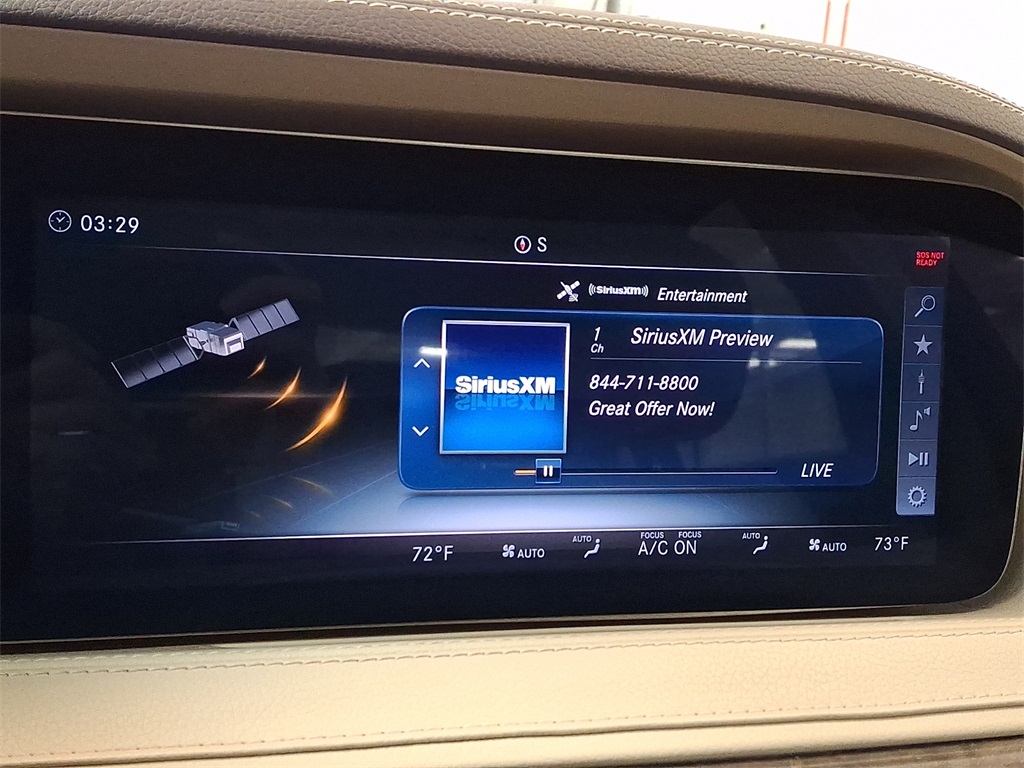 03:29
S
SOS NOT
READY
((SiriusXM)) Entertainment
SiriusXM
1
Ch
SiriusXM Preview
844-711-8800
Great Offer Now!
LIVE
72°F
AUTO
AUTO
FOCUS FOCUS
A/C ON
AUTO
AUTO
73°F